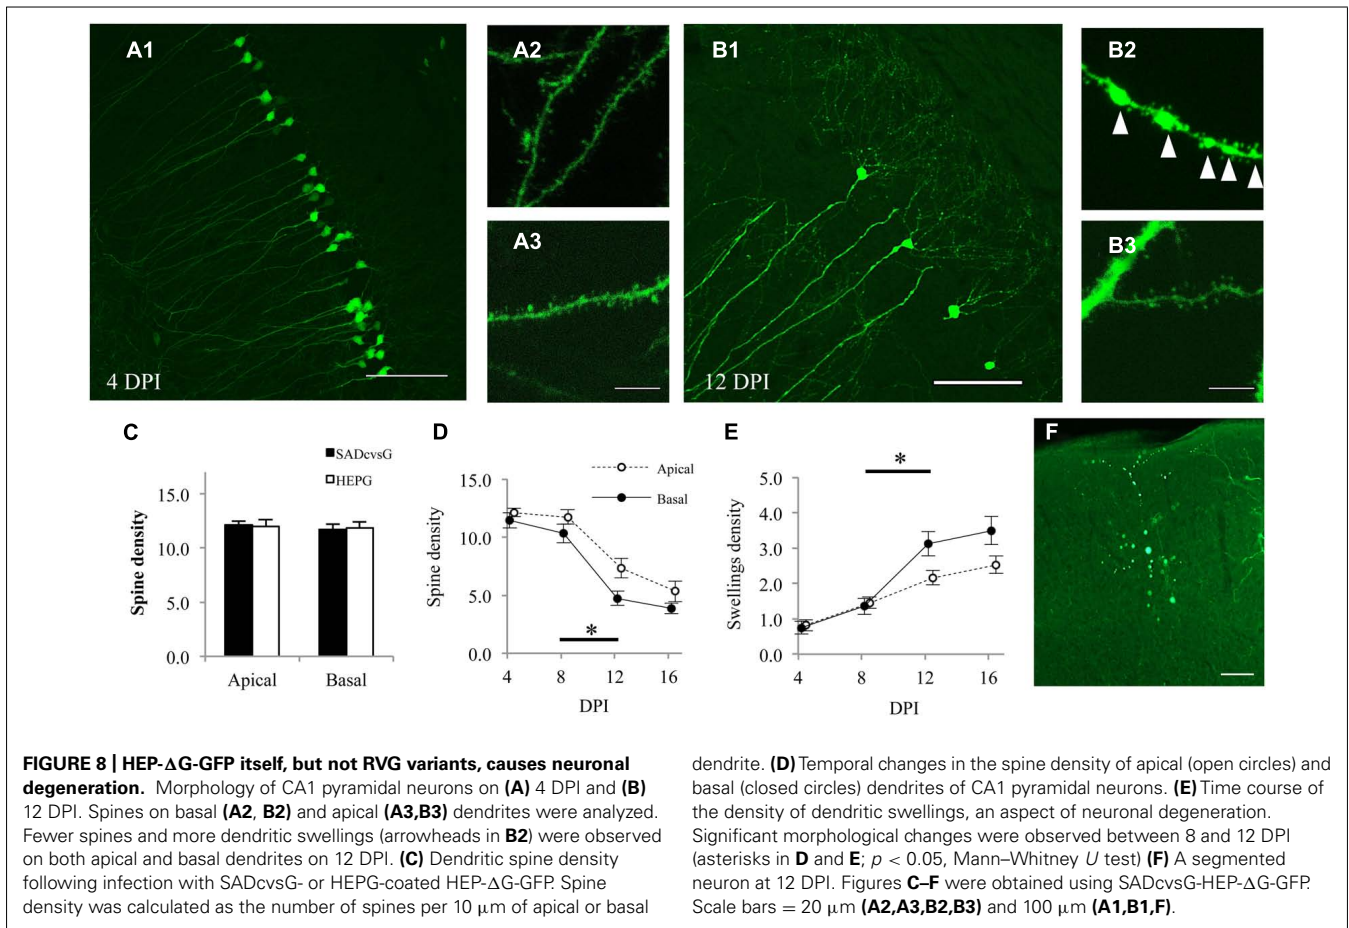 A1
A2
B1
B2
A3
B3
4 DPI
12 DPI
C
SADcvsG
HEPG
Spine density
15.0
10.0
5.0
0.0
Apical
Basal
D
Apical
Basal
Spine density
15.0
10.0
5.0
0.0
*
4
8
12
16
DPI
E
*
Swellings density
5.0
4.0
3.0
2.0
1.0
0.0
4
8
12
16
DPI
F
FIGURE 8 | HEP-ΔG-GFP itself, but not RVG variants, causes neuronal
degeneration. Morphology of CA1 pyramidal neurons on (A) 4 DPI and (B)
12 DPI. Spines on basal (A2, B2) and apical (A3,B3) dendrites were analyzed.
Fewer spines and more dendritic swellings (arrowheads in B2) were observed
on both apical and basal dendrites on 12 DPI. (C) Dendritic spine density
following infection with SADcvsG- or HEPG-coated HEP-ΔG-GFP. Spine
density was calculated as the number of spines per 10 μm of apical or basal
dendrite. (D) Temporal changes in the spine density of apical (open circles) and
basal (closed circles) dendrites of CA1 pyramidal neurons. (E) Time course of
the density of dendritic swellings, an aspect of neuronal degeneration.
Significant morphological changes were observed between 8 and 12 DPI
(asterisks in D and E; p < 0.05, Mann–Whitney U test) (F) A segmented
neuron at 12 DPI. Figures C–F were obtained using SADcvsG-HEP-ΔG-GFP.
Scale bars = 20 μm (A2,A3,B2,B3) and 100 μm (A1,B1,F).